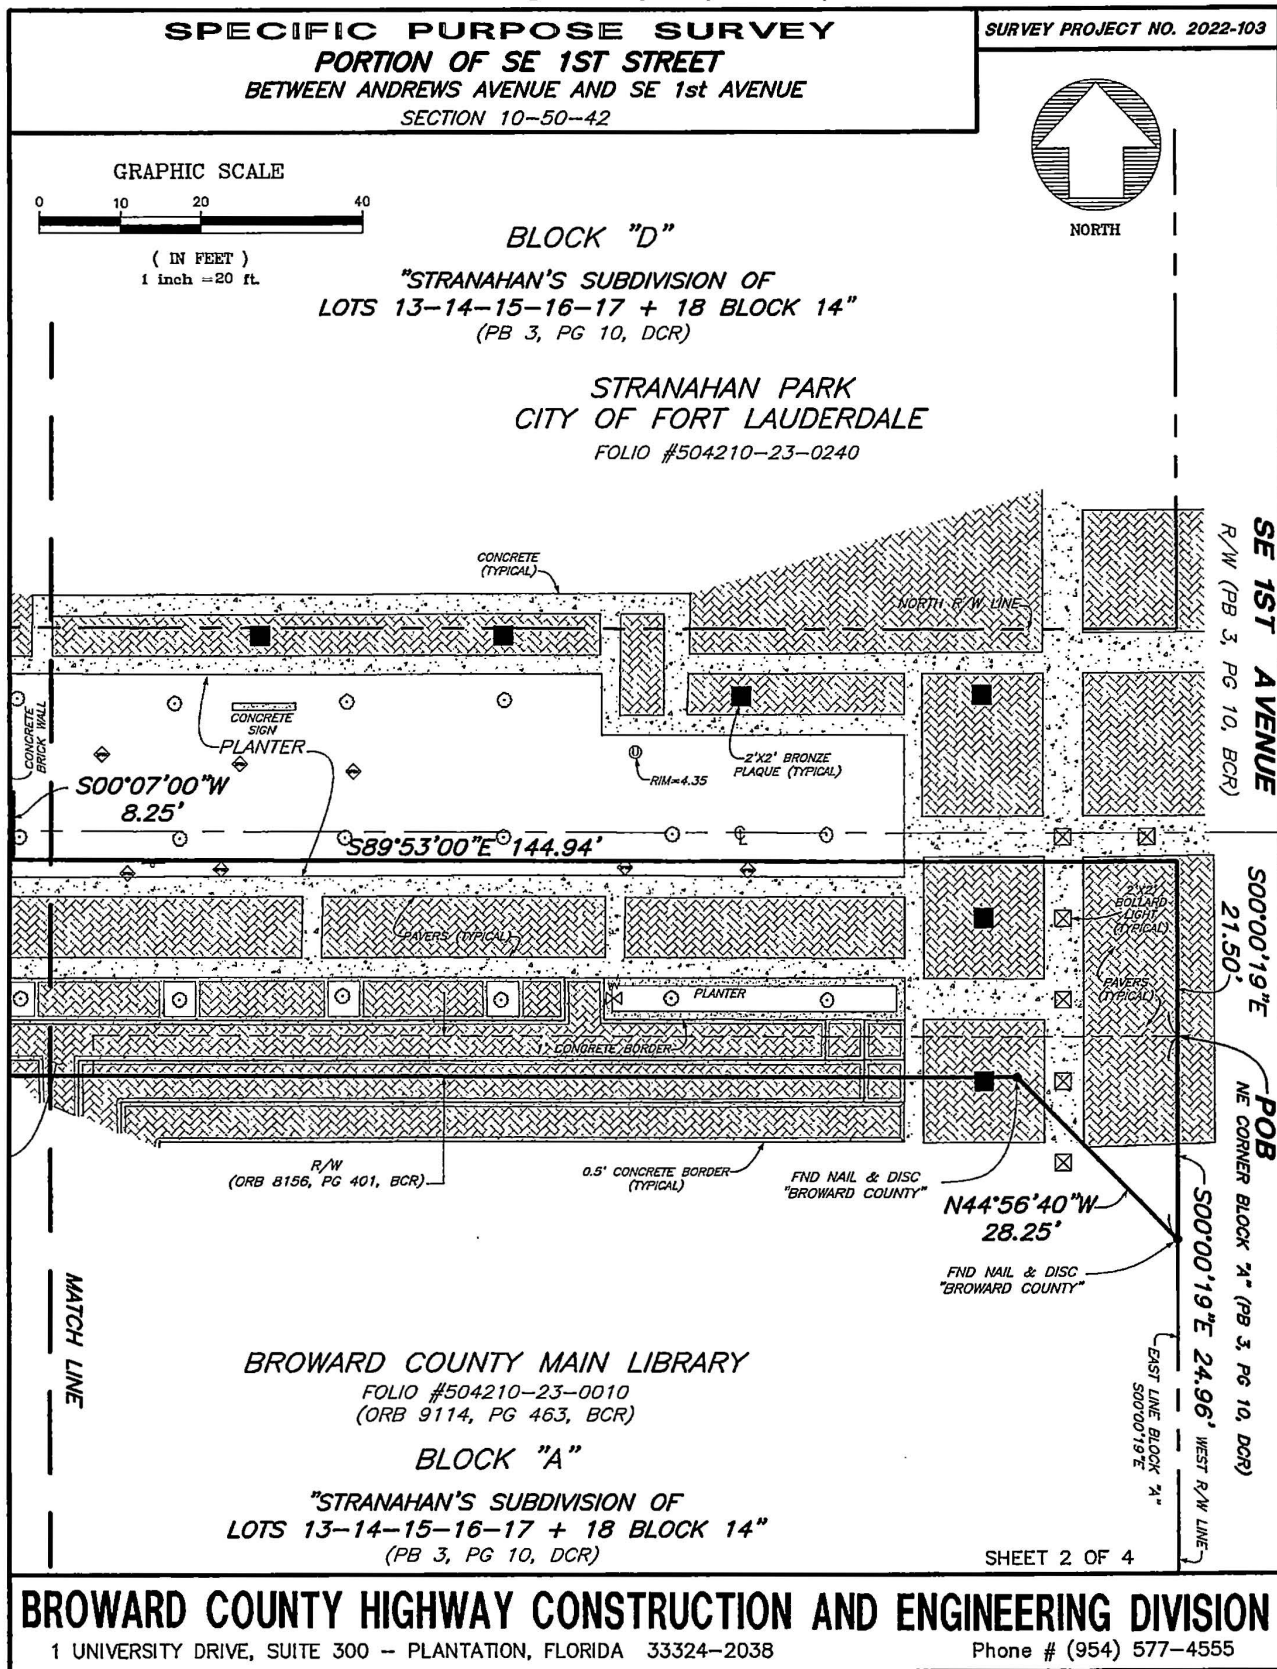 SPECIFIC PURPOSE SURVEY
PORTION OF SE 1ST STREET
BETWEEN ANDREWS AVENUE AND SE 1st AVENUE
SECTION 10-50-42
SURVEY PROJECT NO. 2022-103
GRAPHIC SCALE
0 10 20 40
( IN FEET )
1 inch =20 ft.
NORTH
BLOCK "D"
"STRANAHAN'S SUBDIVISION OF
LOTS 13-14-15-16-17 + 18 BLOCK 14"
(PB 3, PG 10, DCR)
STRANAHAN PARK
CITY OF FORT LAUDERDALE
FOLIO #504210-23-0240
SE 1ST AVENUE
R/W (PB 3, PG 10, BCR)
CONCRETE
(TYPICAL)
NORTH R/W LINE
CONCRETE
BRICK WALL
CONCRETE
SIGN
PLANTER
2'X2' BRONZE
PLAQUE (TYPICAL)
RIM=4.35
S00°07'00"W
8.25'
S89°53'00"E 144.94'
S00°00'19"E
21.50'
2'X2'
BOLLARD
LIGHT
(TYPICAL)
PAVERS (TYPICAL)
PAVERS
(TYPICAL)
PLANTER
1' CONCRETE BORDER
POB
NE CORNER BLOCK "A" (PB 3, PG 10, DCR)
R/W
(ORB 8156, PG 401, BCR)
0.5' CONCRETE BORDER
(TYPICAL)
FND NAIL & DISC
"BROWARD COUNTY"
N44°56'40"W
28.25'
FND NAIL & DISC
"BROWARD COUNTY"
S00°00'19"E 24.96'
WEST R/W LINE
EAST LINE BLOCK "A"
S00°00'19"E
MATCH LINE
BROWARD COUNTY MAIN LIBRARY
FOLIO #504210-23-0010
(ORB 9114, PG 463, BCR)
BLOCK "A"
"STRANAHAN'S SUBDIVISION OF
LOTS 13-14-15-16-17 + 18 BLOCK 14"
(PB 3, PG 10, DCR)
SHEET 2 OF 4
BROWARD COUNTY HIGHWAY CONSTRUCTION AND ENGINEERING DIVISION
1 UNIVERSITY DRIVE, SUITE 300 -- PLANTATION, FLORIDA 33324-2038
Phone # (954) 577-4555